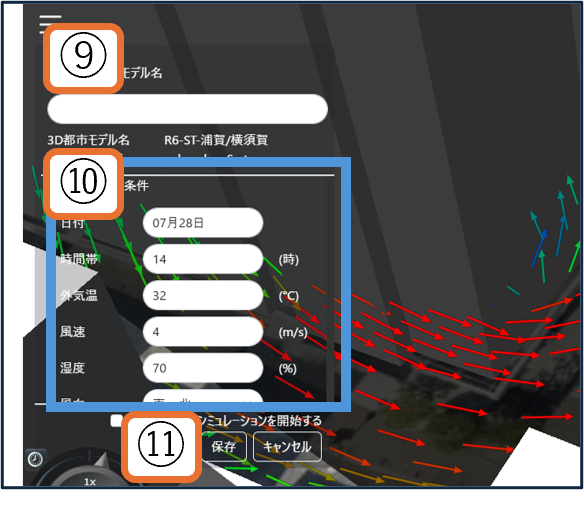 ⑨
モデル名
3D都市モデル名 R6-ST-浦賀/横須賀
⑩
条件
日付 07月28日
時間帯 14 (時)
外気温 32 (℃)
風速 4 (m/s)
湿度 70 (%)
風向
シミュレーションを開始する
⑪
保存 キャンセル
1x